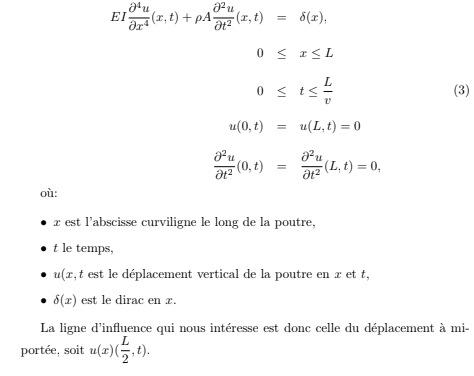 EI ∂⁴u/∂x⁴ (x, t) + ρA ∂²u/∂t² (x, t) = δ(x),
0 ≤ x ≤ L
0 ≤ t ≤ L/v (3)
u(0, t) = u(L, t) = 0
∂²u/∂t² (0, t) = ∂²u/∂t² (L, t) = 0,
où:
• x est l'abscisse curviligne le long de la poutre,
• t le temps,
• u(x, t est le déplacement vertical de la poutre en x et t,
• δ(x) est le dirac en x.
La ligne d'influence qui nous intéresse est donc celle du déplacement à mi-
portée, soit u(x)(L/2, t).